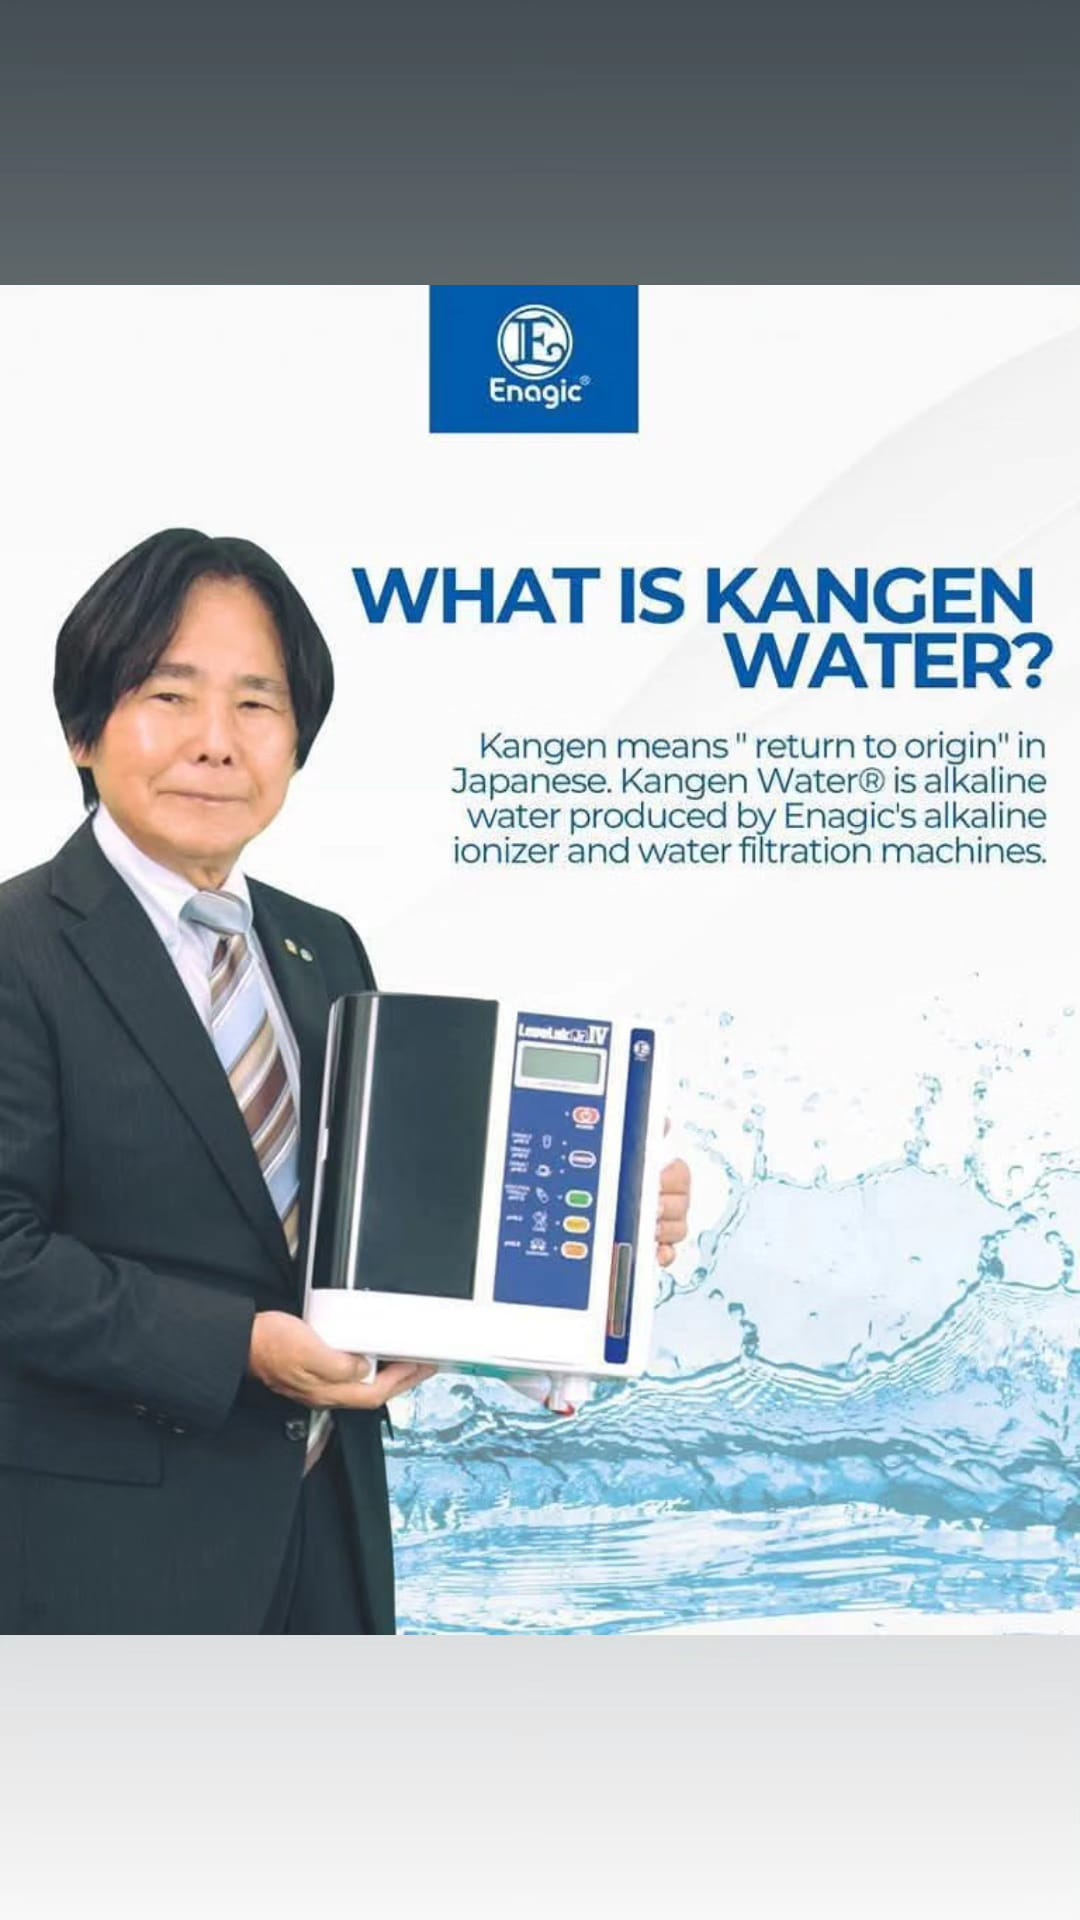 E
Enagic®
WHAT IS KANGEN
WATER?
Kangen means " return to origin" in
Japanese. Kangen Water® is alkaline
water produced by Enagic's alkaline
ionizer and water filtration machines.
IV